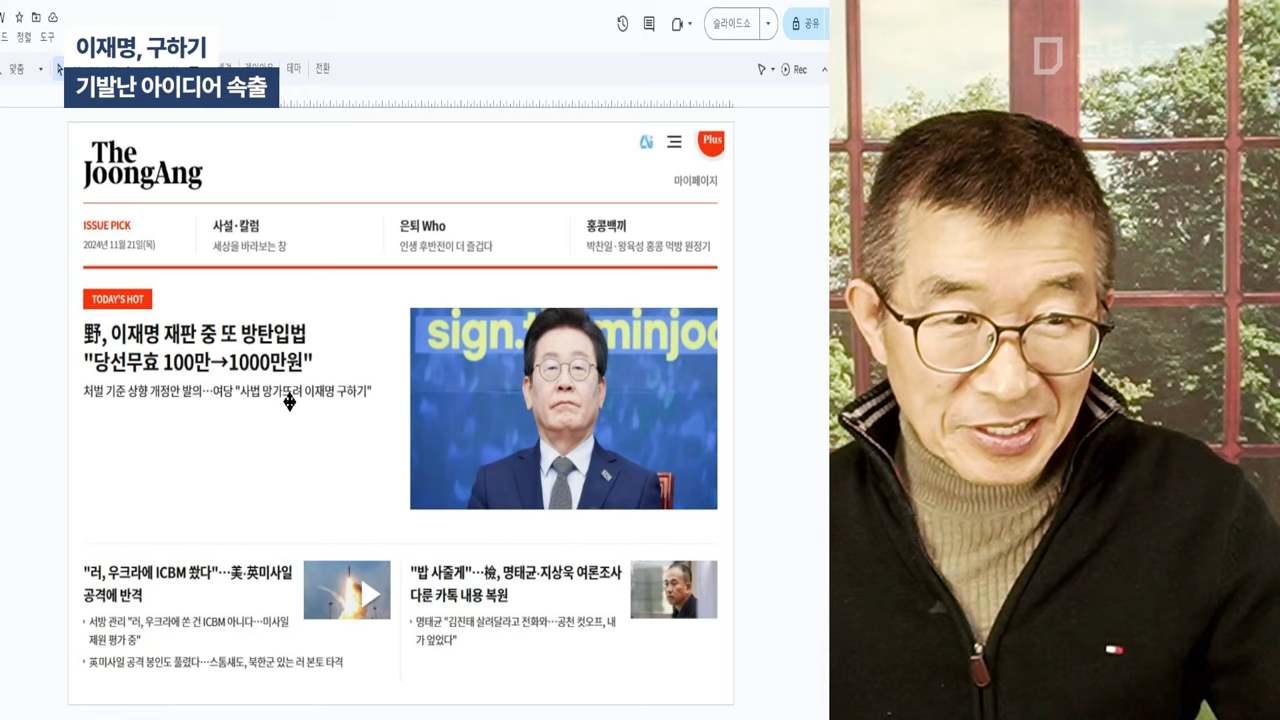 정렬 도구
슬라이드쇼
공유
맞춤
테마
전환
Rec
이재명, 구하기
기발난 아이디어 속출
The
JoongAng
Plus
마이페이지
ISSUE PICK
2024년 11월 21일(목)
사설·칼럼
세상을 바라보는 창
은퇴 Who
인생 후반전이 더 즐겁다
홍콩백끼
박찬일·왕육성 홍콩 먹방 원정기
TODAY'S HOT
野, 이재명 재판 중 또 방탄입법
"당선무효 100만→1000만원"
처벌 기준 상향 개정안 발의…여당 "사법 망가뜨려 이재명 구하기"
"러, 우크라에 ICBM 쐈다"…美·英미사일
공격에 반격
서방 관리 "러, 우크라에 쏜 건 ICBM 아니다…미사일
제원 평가 중"
英미사일 공격 봉인도 풀렸다…스톰섀도, 북한군 있는 러 본토 타격
"밥 사줄게"…檢, 명태균·지상욱 여론조사
다룬 카톡 내용 복원
명태균 "김진태 살려달라고 전화와…공천 컷오프, 내
가 엎었다"